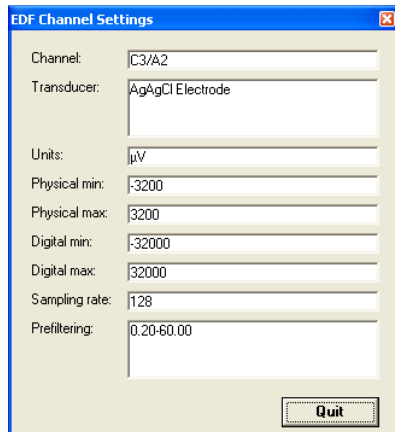 EDF Channel Settings
Channel: C3/A2
Transducer: AgAgCl Electrode
Units: µV
Physical min: -3200
Physical max: 3200
Digital min: -32000
Digital max: 32000
Sampling rate: 128
Prefiltering: 0.20-60.00
Quit